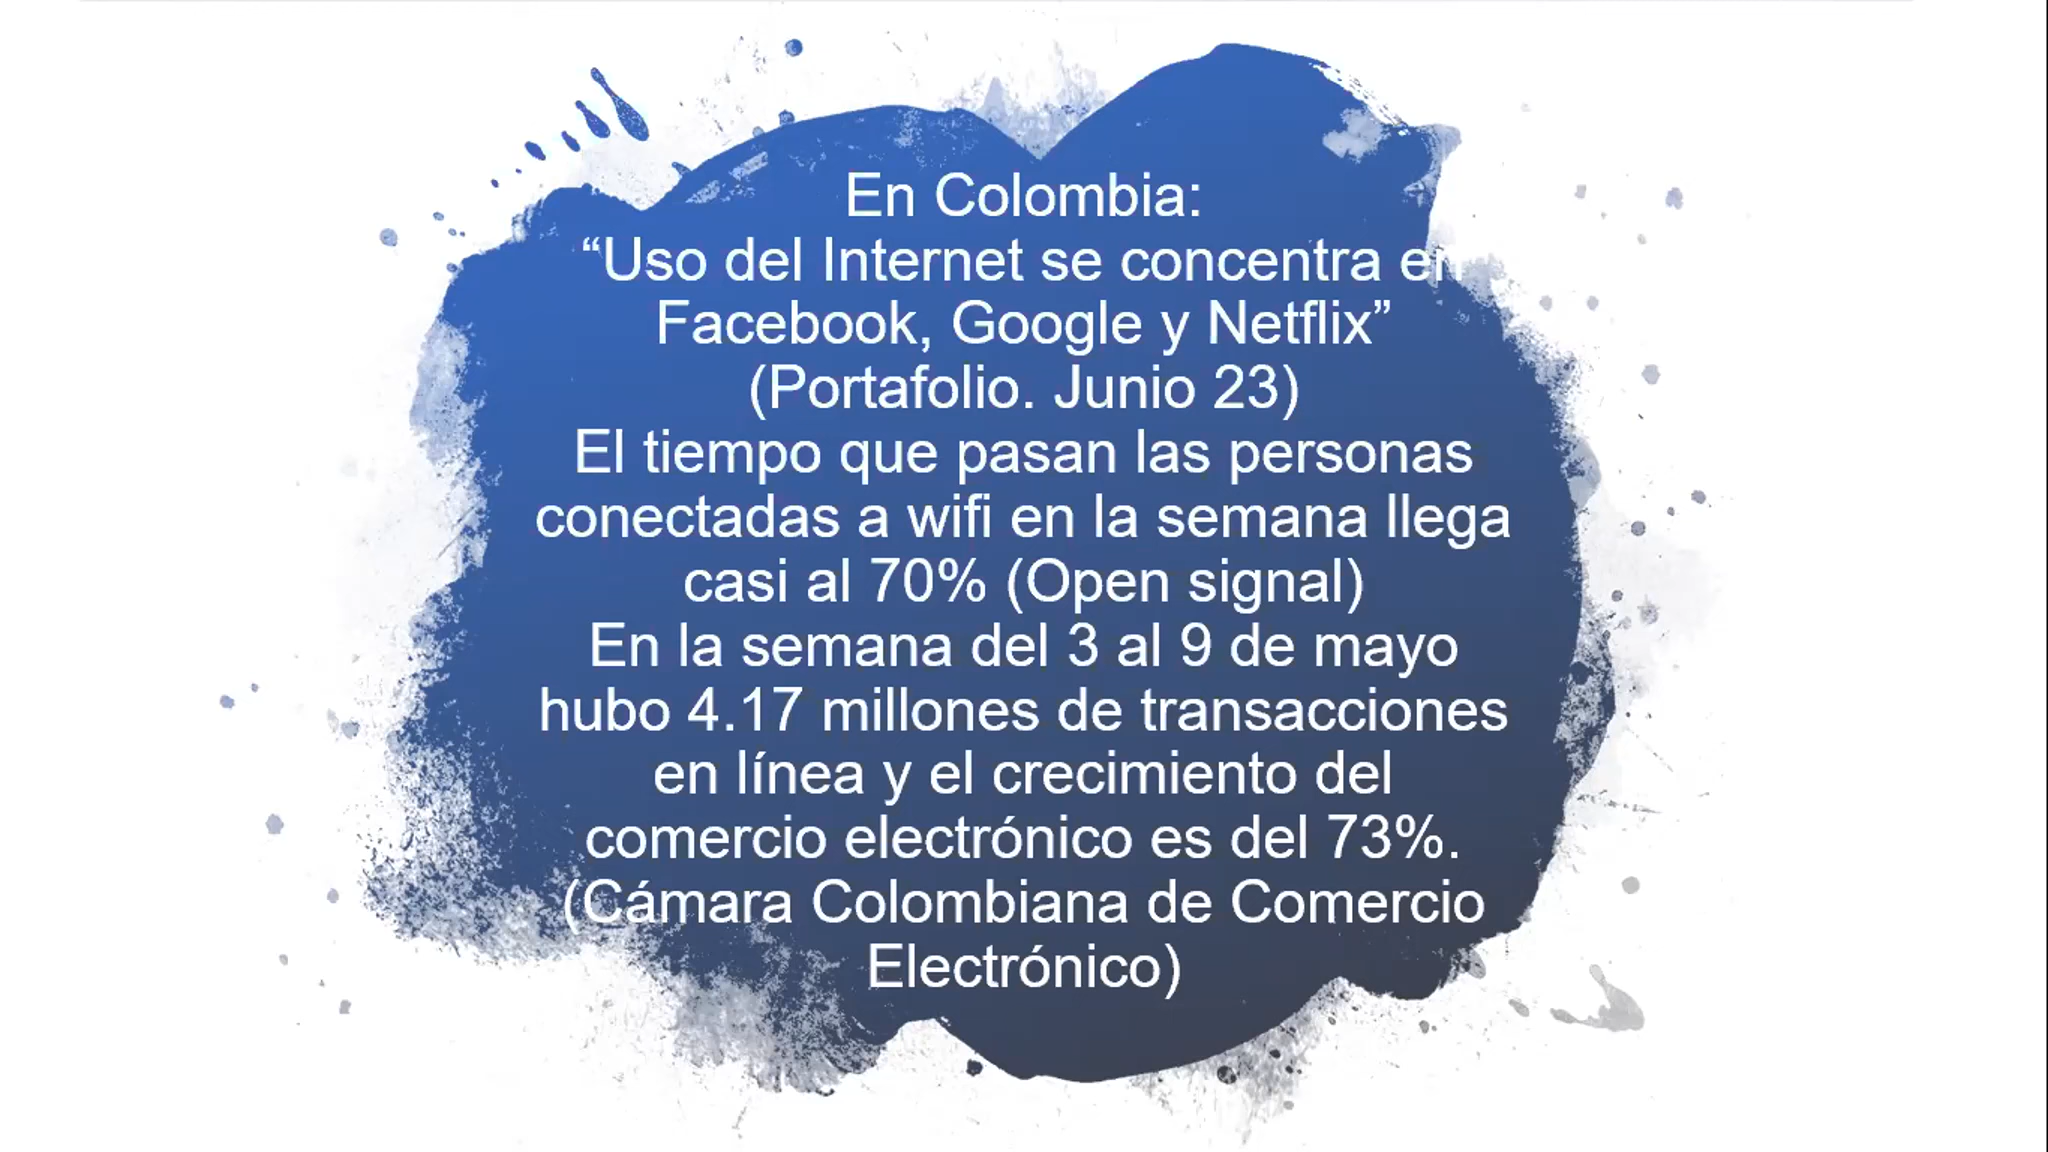 En Colombia:
“Uso del Internet se concentra en
Facebook, Google y Netflix”
(Portafolio. Junio 23)
El tiempo que pasan las personas
conectadas a wifi en la semana llega
casi al 70% (Open signal)
En la semana del 3 al 9 de mayo
hubo 4.17 millones de transacciones
en línea y el crecimiento del
comercio electrónico es del 73%.
(Cámara Colombiana de Comercio
Electrónico)